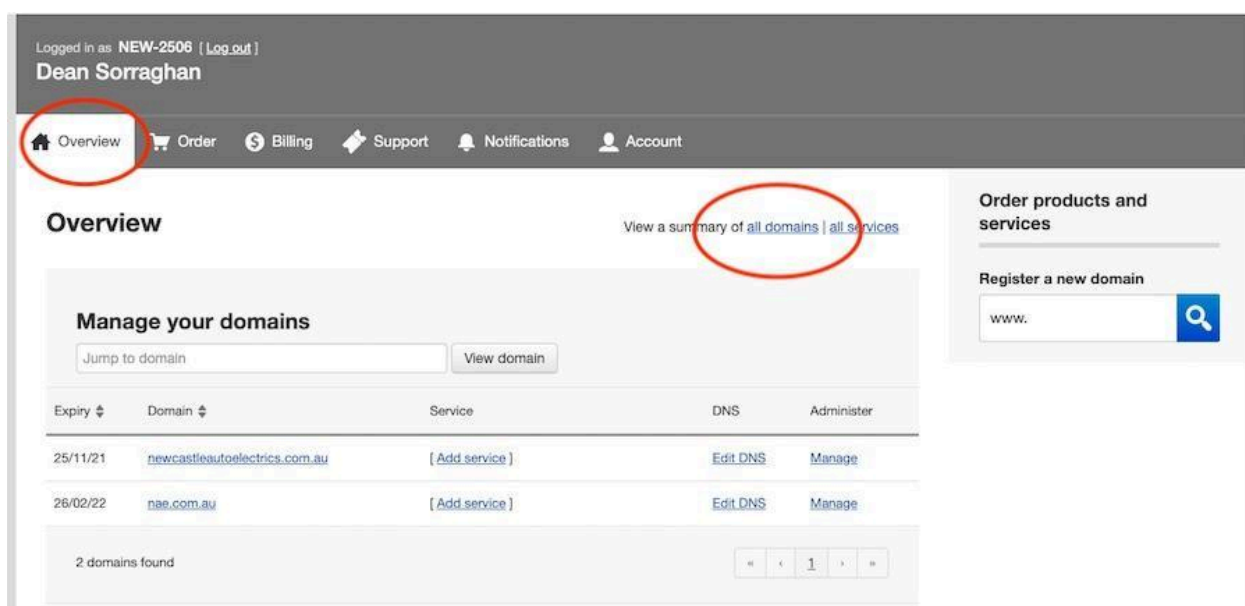 Logged in as NEW-2506 [ Log out ]
Dean Sorraghan
Overview Order Billing Support Notifications Account
Overview
View a summary of all domains | all services
Manage your domains
Jump to domain View domain
Expiry Domain Service DNS Administer
25/11/21 newcastleautoelectrics.com.au [ Add service ] Edit DNS Manage
26/02/22 nae.com.au [ Add service ] Edit DNS Manage
2 domains found
« ‹ 1 › »
Order products and
services
Register a new domain
www.